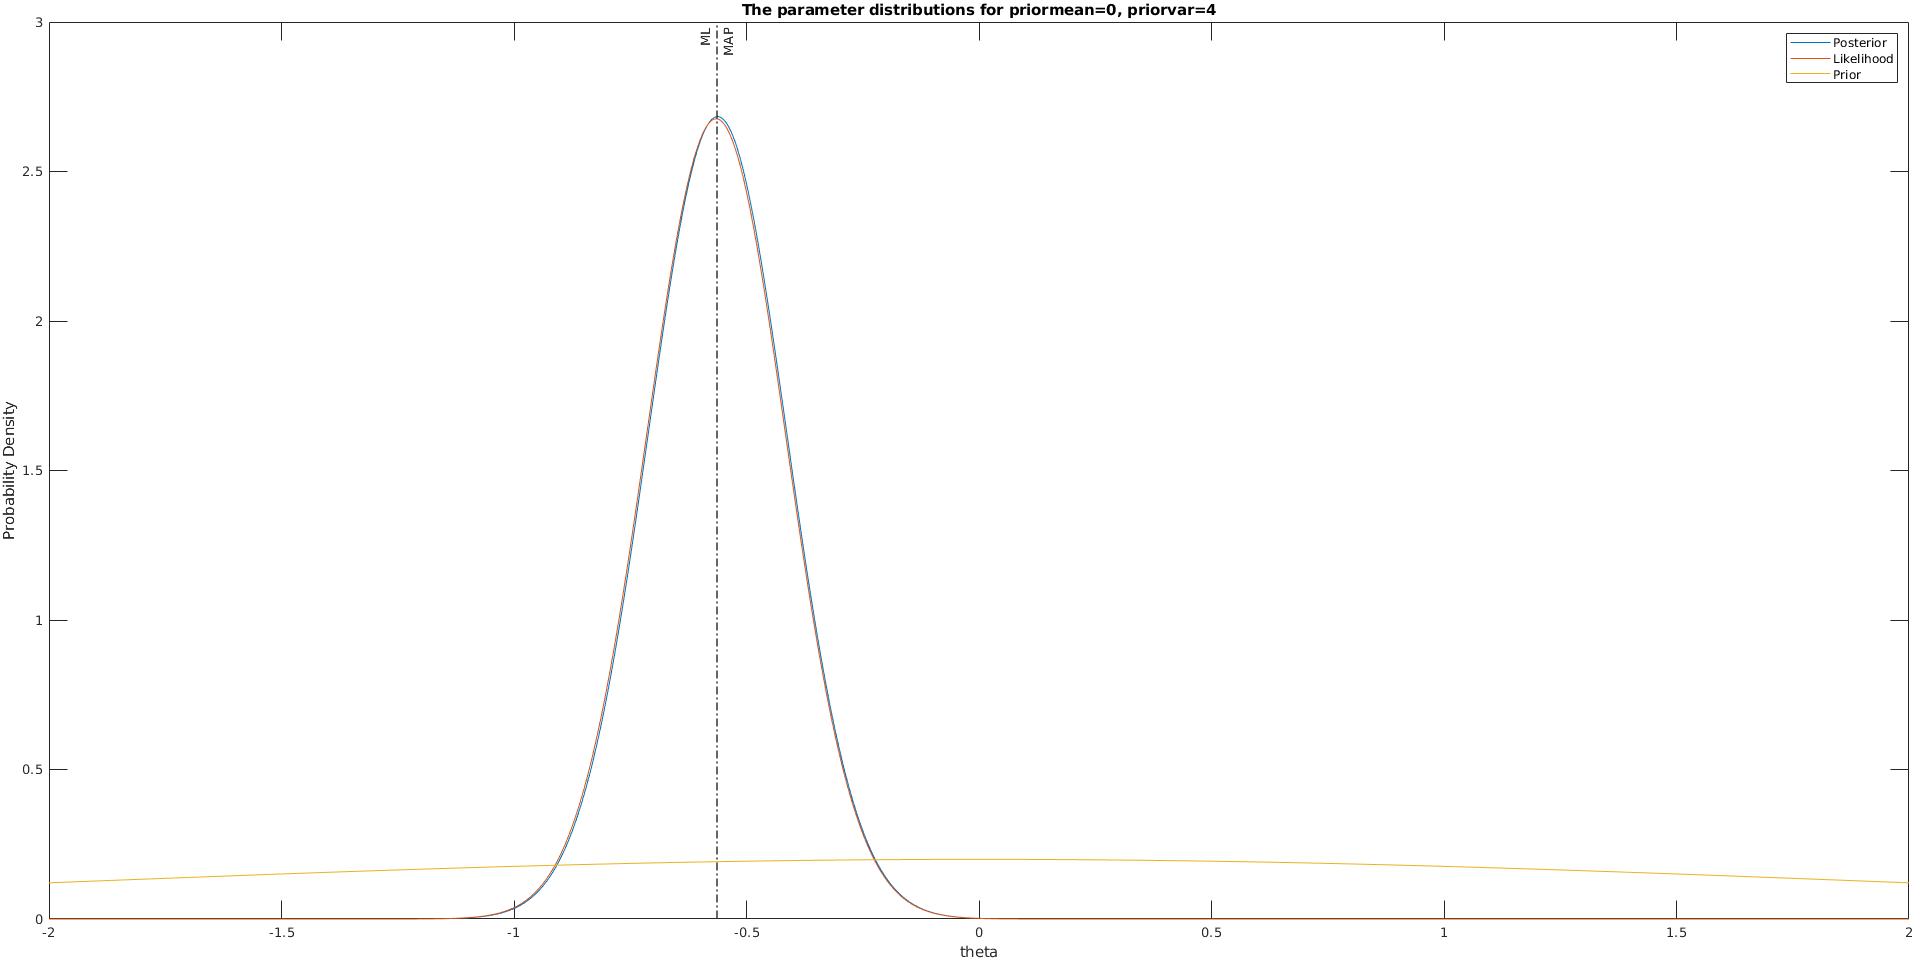 The parameter distributions for priormean=0, priorvar=4
ML
MAP
Posterior
Likelihood
Prior
Probability Density
3
2.5
2
1.5
1
0.5
0
-2
-1.5
-1
-0.5
0
0.5
1
1.5
2
theta